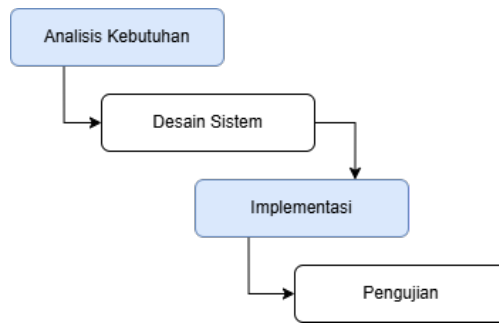 Analisis Kebutuhan
Desain Sistem
Implementasi
Pengujian